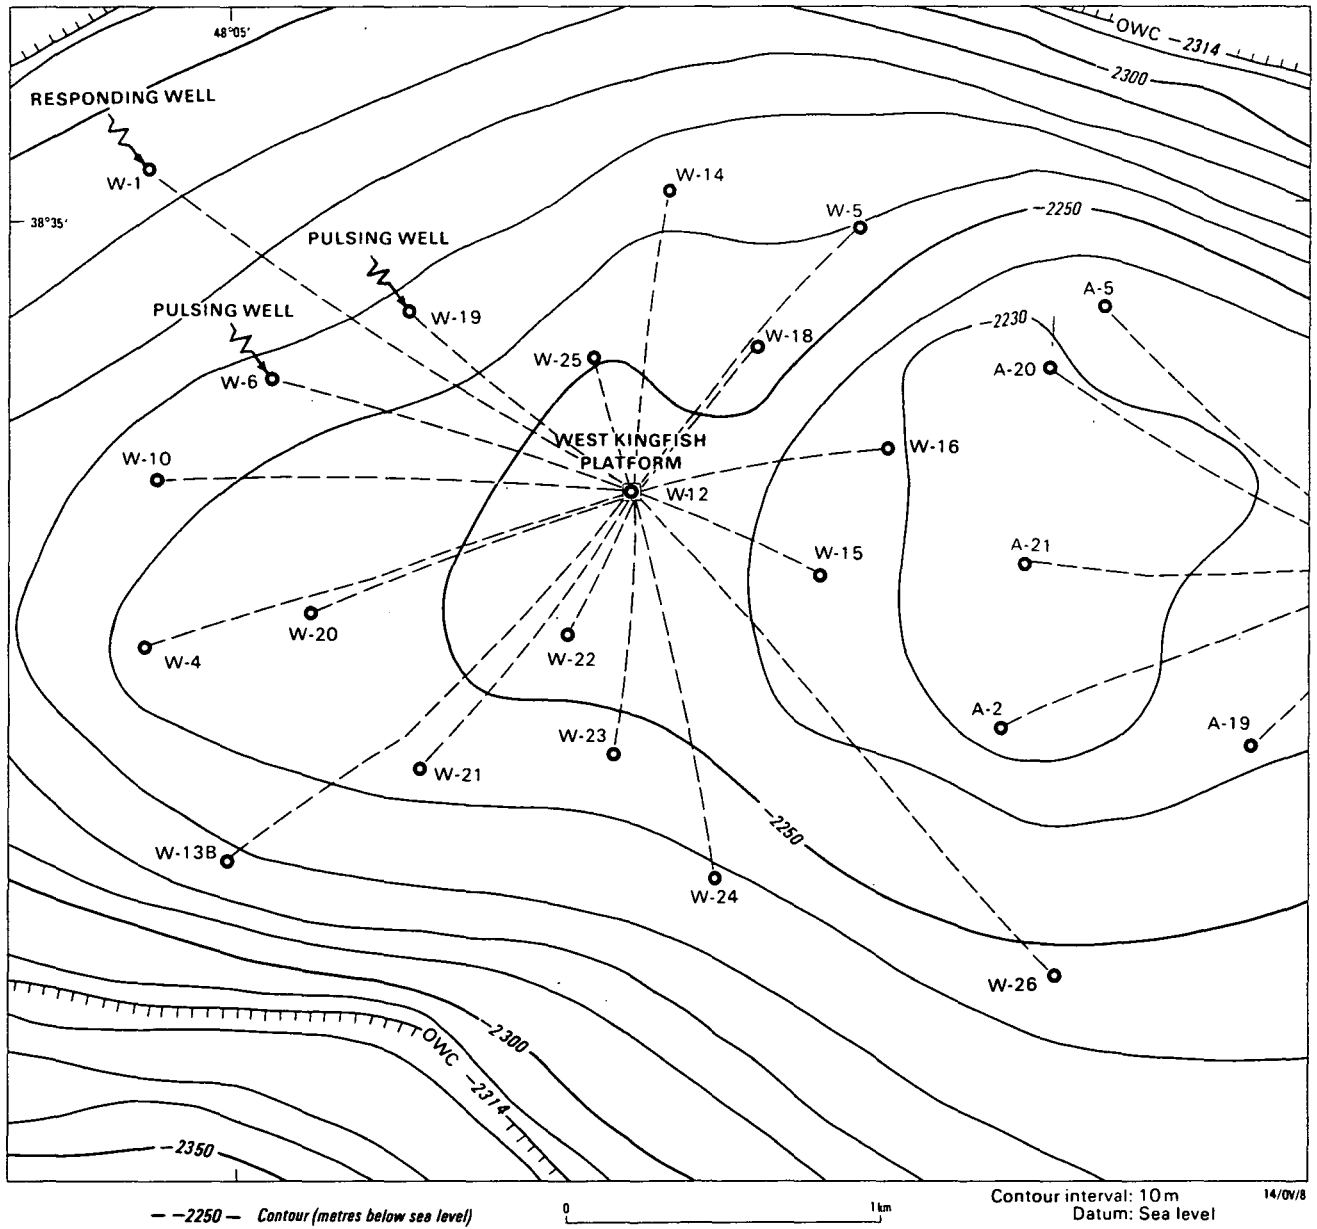 48°05'
OWC -2314
-2300
RESPONDING WELL
W-1
W-14
38°35'
W-5
-2250
PULSING WELL
A-5
PULSING WELL
W-19
-2230
W-18
W-25
A-20
W-6
WEST KINGFISH
PLATFORM
W-16
W-10
W-12
A-21
W-15
W-20
W-22
W-4
A-2
A-19
W-23
W-21
-2250
W-13B
W-24
W-26
OWC -2314
-2300
-2350
Contour interval: 10 m
14/OV/8
— -2250 — Contour (metres below sea level)
0
1 km
Datum: Sea level